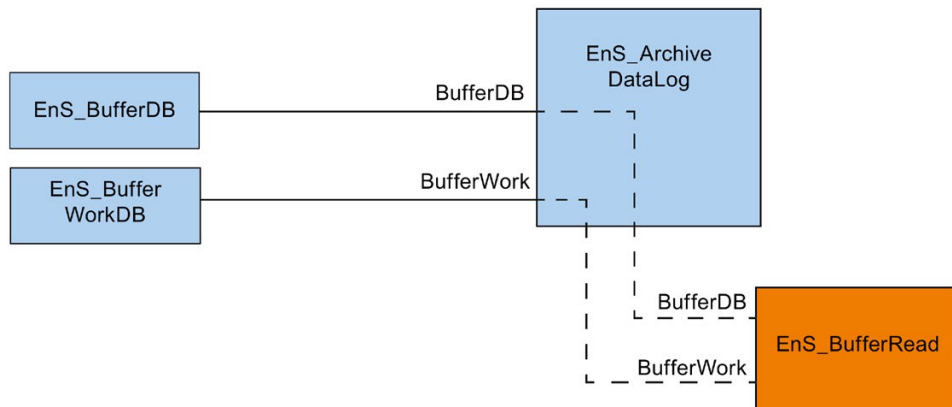 EnS_Archive
DataLog
BufferDB
EnS_BufferDB
BufferWork
EnS_Buffer
WorkDB
BufferDB
EnS_BufferRead
BufferWork